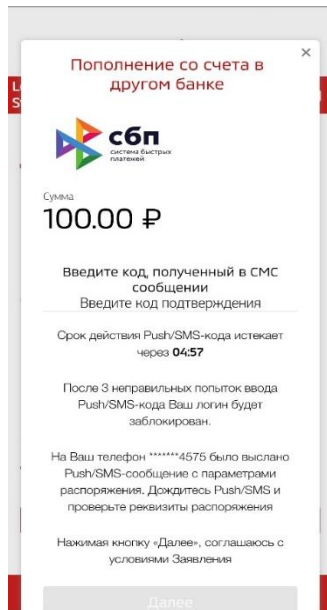 Пополнение со счета в
другом банке
сбп
система быстрых
платежей
Сумма
100.00 ₽
Введите код, полученный в СМС
сообщении
Введите код подтверждения
Срок действия Push/SMS-кода истекает
через 04:57
После 3 неправильных попыток ввода
Push/SMS-кода Ваш логин будет
заблокирован.
На Ваш телефон *******4575 было выслано
Push/SMS-сообщение с параметрами
распоряжения. Дождитесь Push/SMS и
проверьте реквизиты распоряжения
Нажимая кнопку «Далее», соглашаюсь с
условиями Заявления
Далее